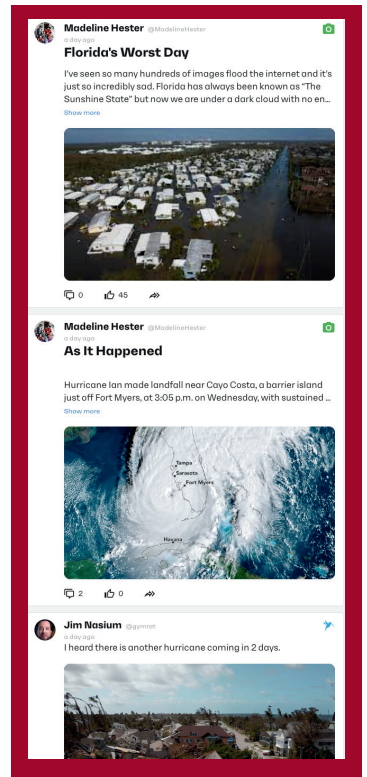 Madeline Hester @MadelineHester
a day ago
Florida's Worst Day
I've seen so many hundreds of images flood the internet and it's
just so incredibly sad. Florida has always been known as “The
Sunshine State” but now we are under a dark cloud with no en...
Show more
0 45
Madeline Hester @MadelineHester
a day ago
As It Happened
Hurricane Ian made landfall near Cayo Costa, a barrier island
just off Fort Myers, at 3:05 p.m. on Wednesday, with sustained ...
Show more
Tampa
Sarasota
Fort Myers
Havana
2 0
Jim Nasium @gymrat
a day ago
I heard there is another hurricane coming in 2 days.